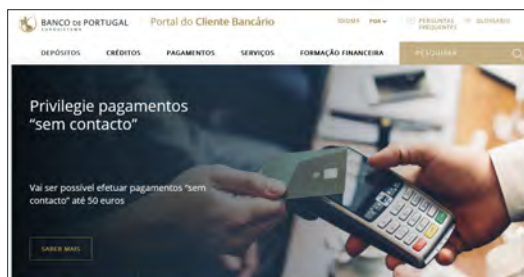 BANCO DE PORTUGAL
EUROSISTEMA
Portal do Cliente Bancário
IDIOMA POR
PERGUNTAS FREQUENTES
GLOSSÁRIO
DEPÓSITOS CRÉDITOS PAGAMENTOS SERVIÇOS FORMAÇÃO FINANCEIRA PESQUISAR
Privilegie pagamentos
“sem contacto”
Vai ser possível efetuar pagamentos “sem
contacto” até 50 euros
SABER MAIS